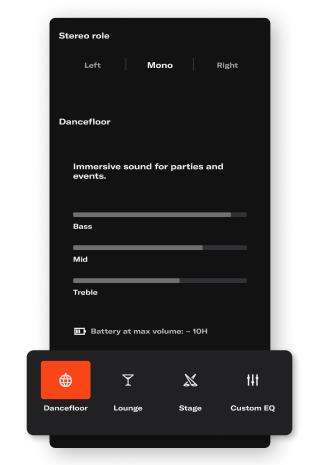 Stereo role
Left Mono Right
Dancefloor
Immersive sound for parties and
events.
Bass
Mid
Treble
Battery at max volume: ~ 10H
Dancefloor Lounge Stage Custom EQ